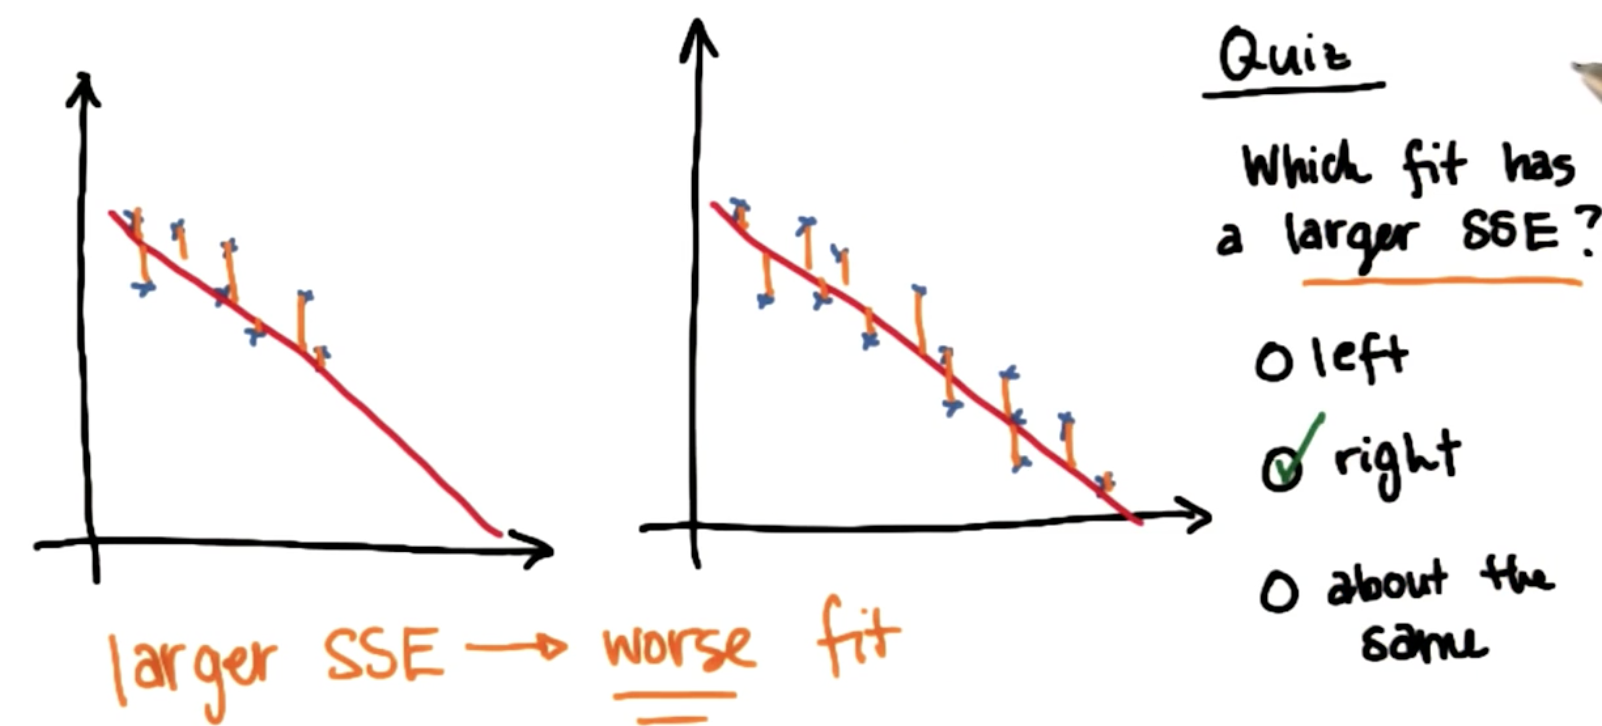 Quiz
Which fit has
a larger SSE?
left
right
about the
same
larger SSE → worse fit